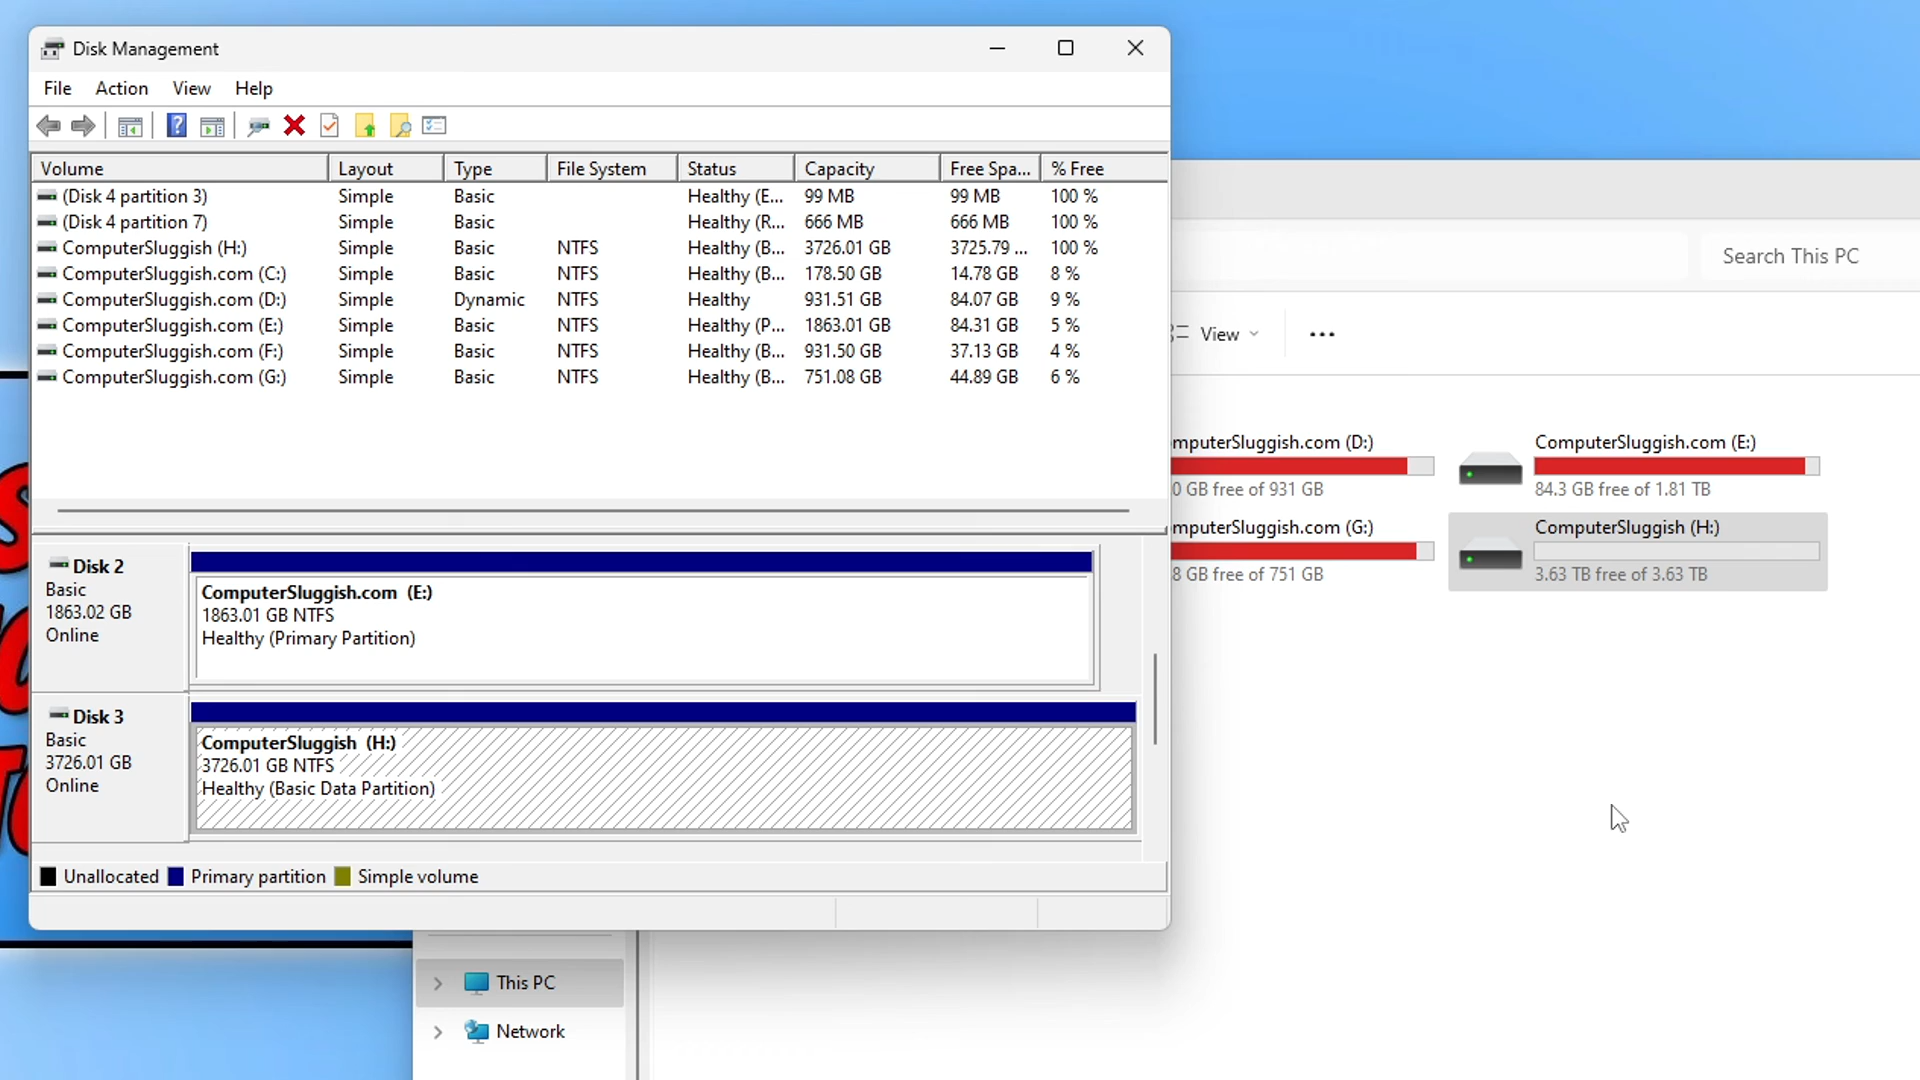 Disk Management
File Action View Help
Volume Layout Type File System Status Capacity Free Spa... % Free
(Disk 4 partition 3) Simple Basic Healthy (E... 99 MB 99 MB 100 %
(Disk 4 partition 7) Simple Basic Healthy (R... 666 MB 666 MB 100 %
ComputerSluggish (H:) Simple Basic NTFS Healthy (B... 3726.01 GB 3725.79 ... 100 %
ComputerSluggish.com (C:) Simple Basic NTFS Healthy (B... 178.50 GB 14.78 GB 8 %
ComputerSluggish.com (D:) Simple Dynamic NTFS Healthy 931.51 GB 84.07 GB 9 %
ComputerSluggish.com (E:) Simple Basic NTFS Healthy (P... 1863.01 GB 84.31 GB 5 %
ComputerSluggish.com (F:) Simple Basic NTFS Healthy (B... 931.50 GB 37.13 GB 4 %
ComputerSluggish.com (G:) Simple Basic NTFS Healthy (B... 751.08 GB 44.89 GB 6 %
Disk 2
Basic
1863.02 GB
Online
ComputerSluggish.com (E:)
1863.01 GB NTFS
Healthy (Primary Partition)
Disk 3
Basic
3726.01 GB
Online
ComputerSluggish (H:)
3726.01 GB NTFS
Healthy (Basic Data Partition)
Unallocated Primary partition Simple volume
Search This PC
View ...
mputerSluggish.com (D:)
0 GB free of 931 GB
ComputerSluggish.com (E:)
84.3 GB free of 1.81 TB
mputerSluggish.com (G:)
8 GB free of 751 GB
ComputerSluggish (H:)
3.63 TB free of 3.63 TB
This PC
Network